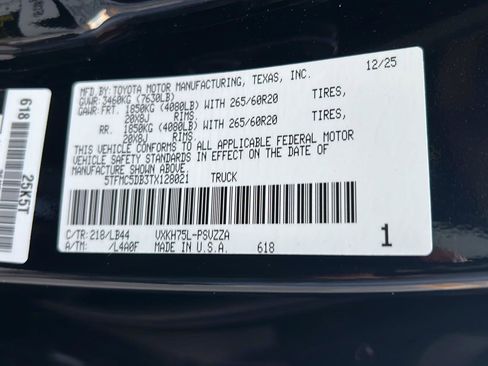 MFD. BY: TOYOTA MOTOR MANUFACTURING, TEXAS, INC. 12/25
GVWR: 3460KG (7630LB)
GAWR: FRT. 1850KG (4080LB) WITH 265/60R20 TIRES,
20X8J RIMS,
RR. 1850KG (4080LB) WITH 265/60R20 TIRES,
20X8J RIMS,
THIS VEHICLE CONFORMS TO ALL APPLICABLE FEDERAL MOTOR
VEHICLE SAFETY STANDARDS IN EFFECT ON THE DATE OF
MANUFACTURE SHOWN ABOVE.
5TFMC5DB3TX128021 TRUCK
C/TR: 218/LB44 VXKH75L-PSVZZA
A/TM: /L4A0F MADE IN U.S.A. 618 1
618 25K5T